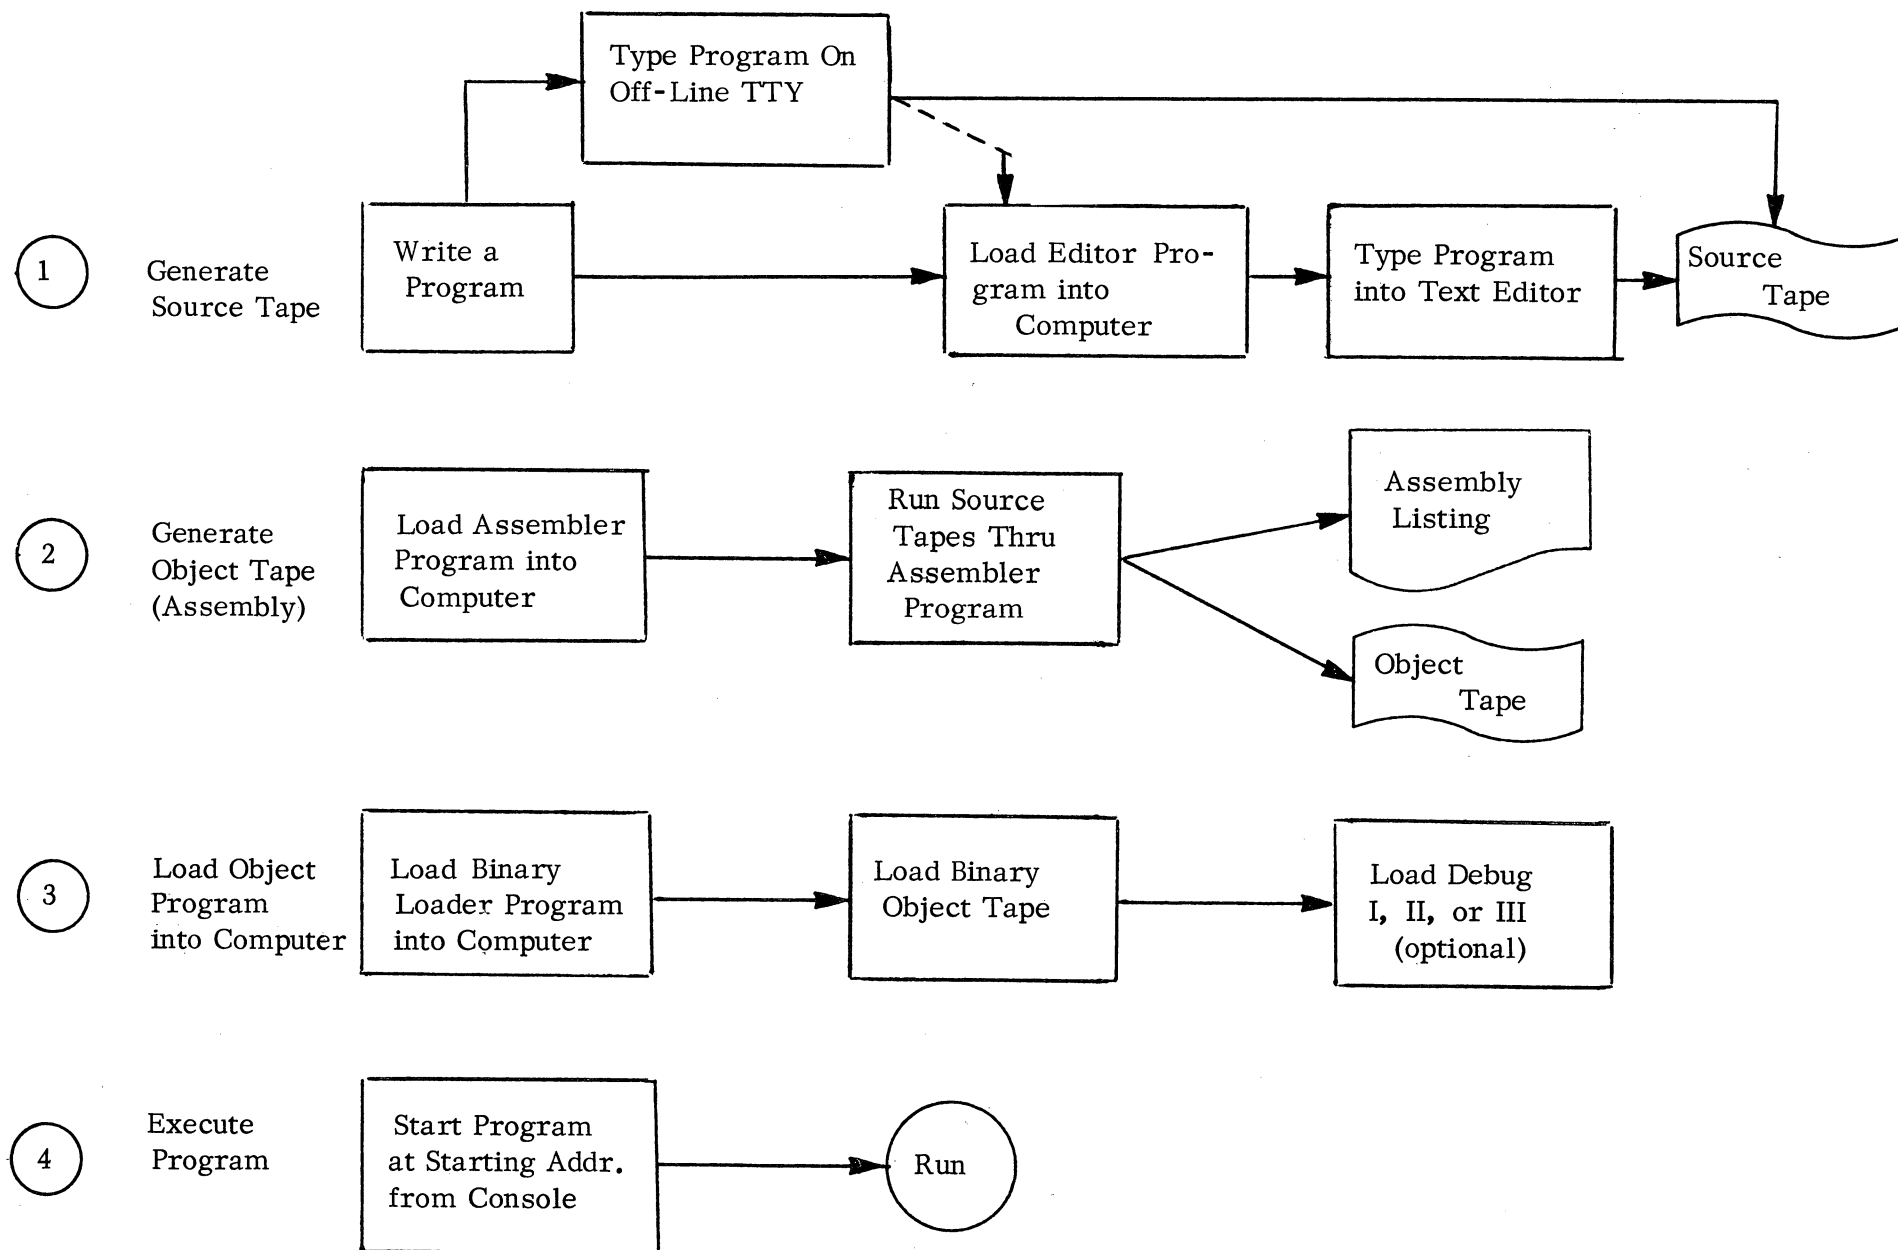 Type Program On
Off-Line TTY
1
Generate
Source Tape
Write a
Program
Load Editor Pro-
gram into
Computer
Type Program
into Text Editor
Source
Tape
2
Generate
Object Tape
(Assembly)
Load Assembler
Program into
Computer
Run Source
Tapes Thru
Assembler
Program
Assembly
Listing
Object
Tape
3
Load Object
Program
into Computer
Load Binary
Loader Program
into Computer
Load Binary
Object Tape
Load Debug
I, II, or III
(optional)
4
Execute
Program
Start Program
at Starting Addr.
from Console
Run